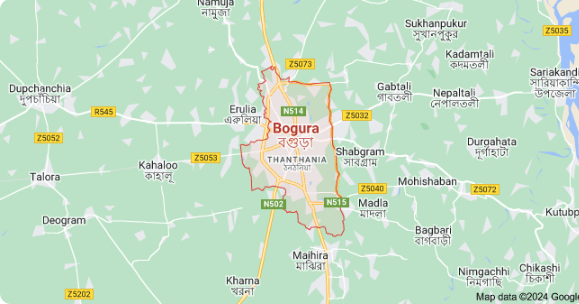 Namuja
নামুজা
Sukhanpukur
সুখানপুকুর
Z5035
Kadamtali
কদমতলী
Z5073
Sariakandi
সারিয়াকান্দি
উপজেলা
Dupchanchia
দুপচাঁচিয়া
Gabtali
গাবতলী
Nepaltali
নেপালতলী
R545
Erulia
এরুলিয়া
N514
Z5032
Bogura
বগুড়া
Z5052
Durgahata
দূর্গাহাটা
Z5053
Shabgram
সাবগ্রাম
THANTHANIA
ঠনঠনিয়া
Kahaloo
কাহালু
Talora
Mohishaban
Z5040
Z5072
N502
N515
Madla
মাদলা
Kutubp
Deogram
Bagbari
বাগবাড়ী
Majhira
মাঝিরা
Kharna
খরনা
Nimgachhi
নিমগাছি
Chikashi
চিকাশী
Z5202
Map data ©2024 Google